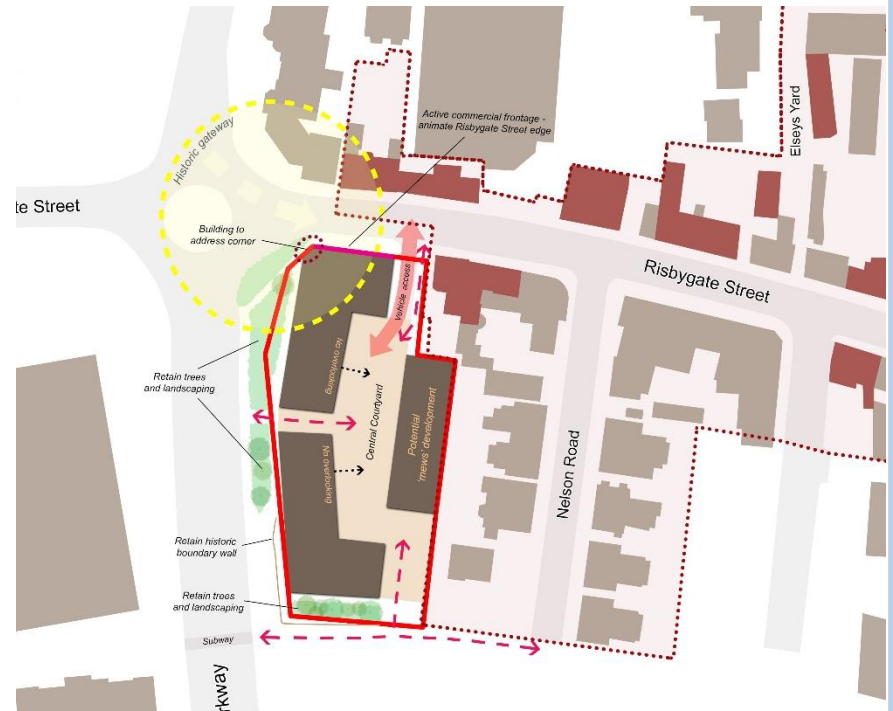 Elseys Yard
Active commercial frontage -
animate Risbygate Street edge
Historic gateway
te Street
Building to
address corner
Vehicle access
Risbygate Street
No overlooking
Retain trees
and landscaping
Central Courtyard
Potential
'mews' development
No overlooking
Nelson Road
Retain historic
boundary wall
Retain trees
and landscaping
Subway
rkway